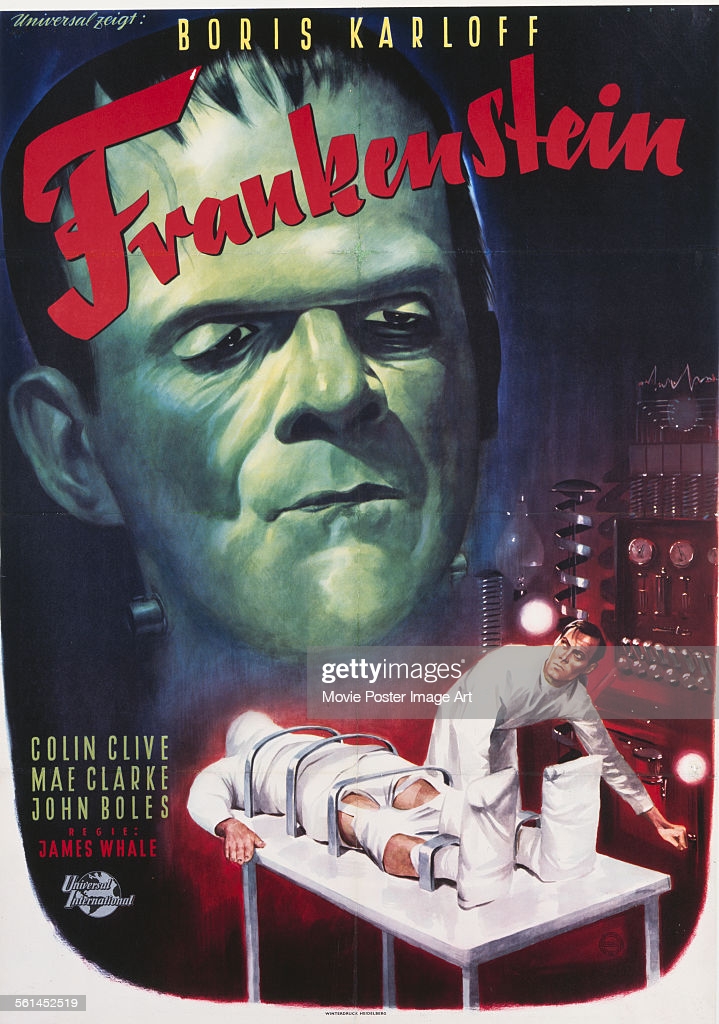 Universal zeigt:
BORIS KARLOFF
Frankenstein
gettyimages
Movie Poster Image Art
COLIN CLIVE
MAE CLARKE
JOHN BOLES
REGIE:
JAMES WHALE
Universal
International
561452519
WINTERDRUCK HEIDELBERG